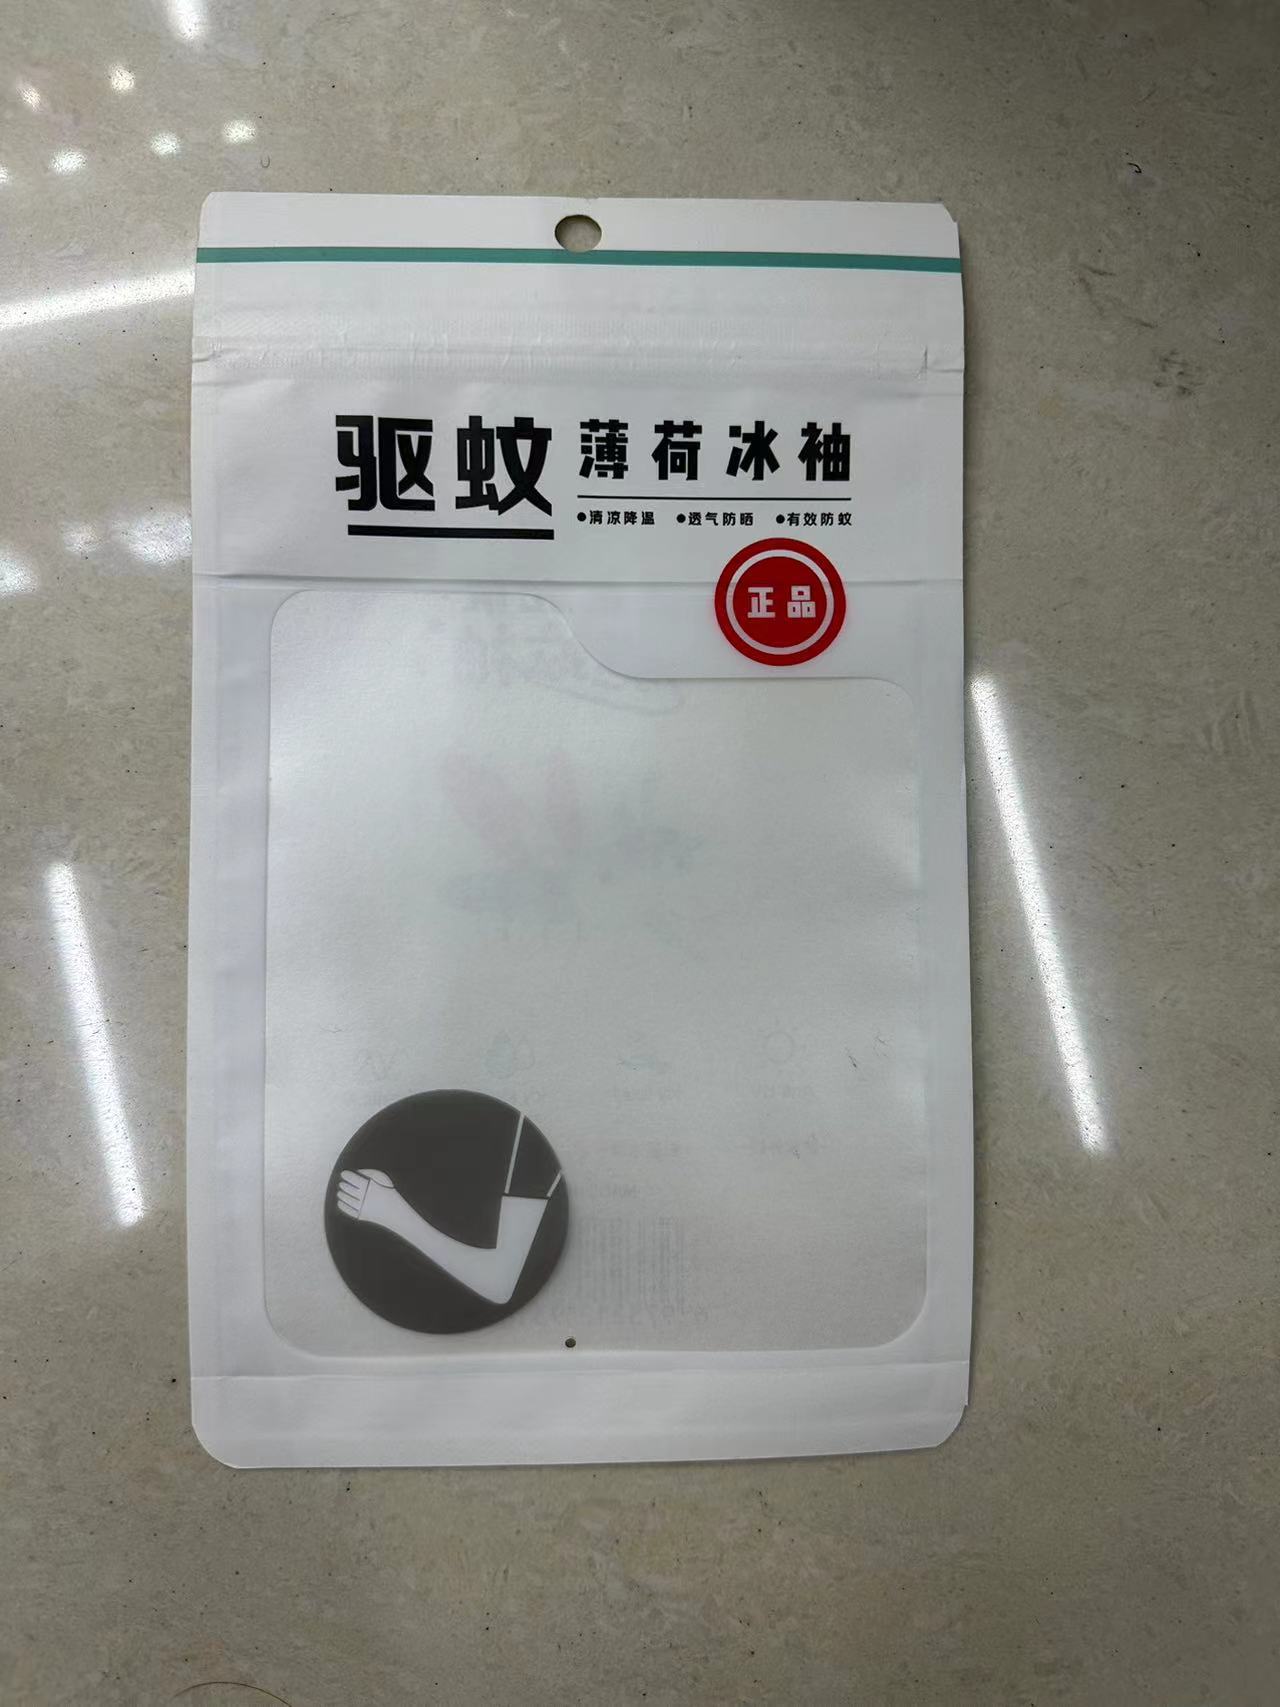 驱蚊 薄荷冰袖
●清凉降温 ●透气防晒 ●有效防蚊
正品